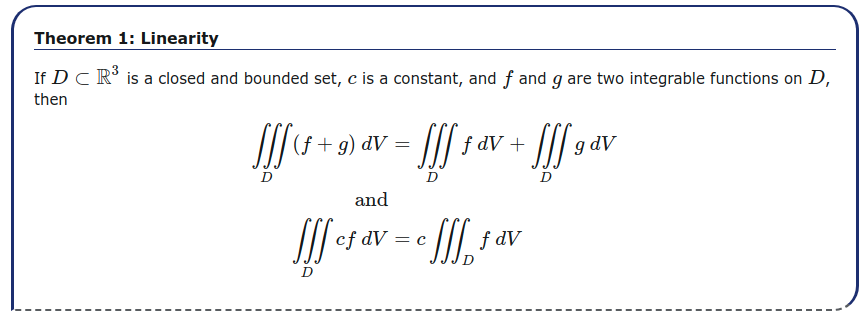 Theorem 1: Linearity
If $D \subset \mathbb{R}^3$ is a closed and bounded set, $c$ is a constant, and $f$ and $g$ are two integrable functions on $D$,
then
$\iiint\limits_D (f + g) \, dV = \iiint\limits_D f \, dV + \iiint\limits_D g \, dV$
and
$\iiint\limits_D cf \, dV = c \iiint_D f \, dV$